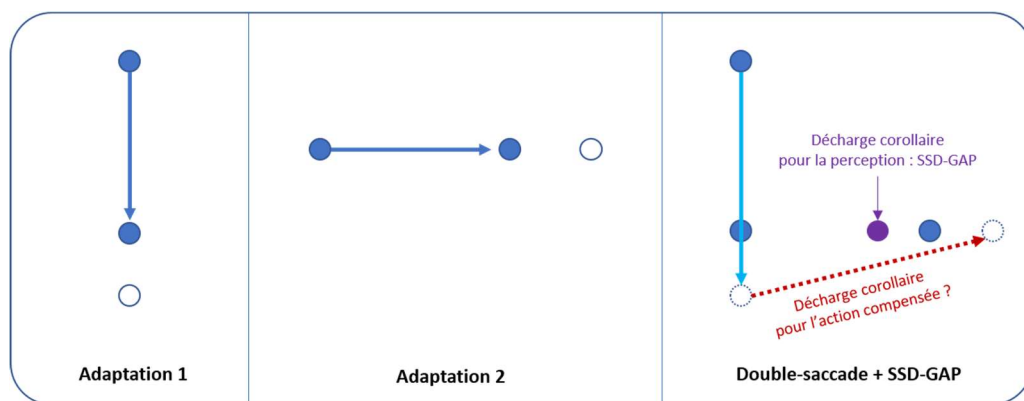 Décharge corollaire
pour la perception : SSD-GAP
Décharge corollaire
pour l'action compensée ?
Adaptation 1
Adaptation 2
Double-saccade + SSD-GAP